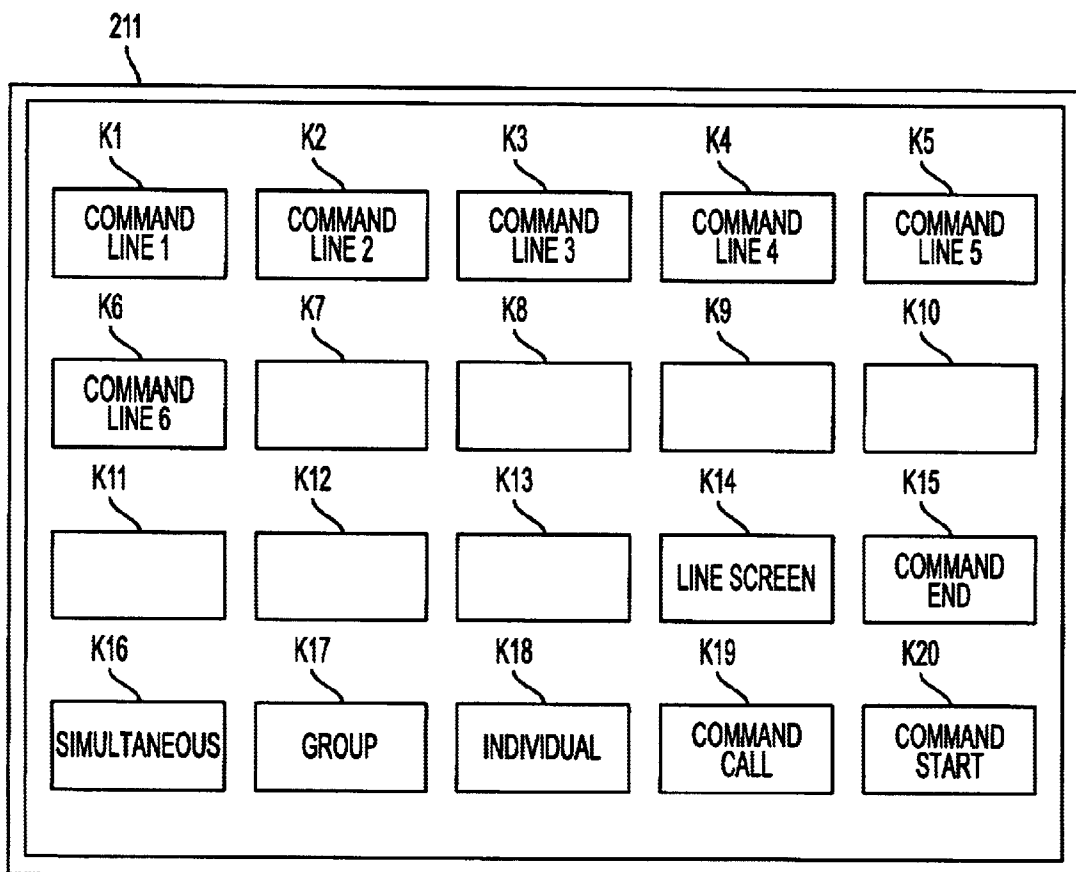 211
K1 K2 K3 K4 K5
COMMAND LINE 1
COMMAND LINE 2
COMMAND LINE 3
COMMAND LINE 4
COMMAND LINE 5
K6 K7 K8 K9 K10
COMMAND LINE 6
K11 K12 K13 K14 K15
LINE SCREEN
COMMAND END
K16 K17 K18 K19 K20
SIMULTANEOUS
GROUP
INDIVIDUAL
COMMAND CALL
COMMAND START